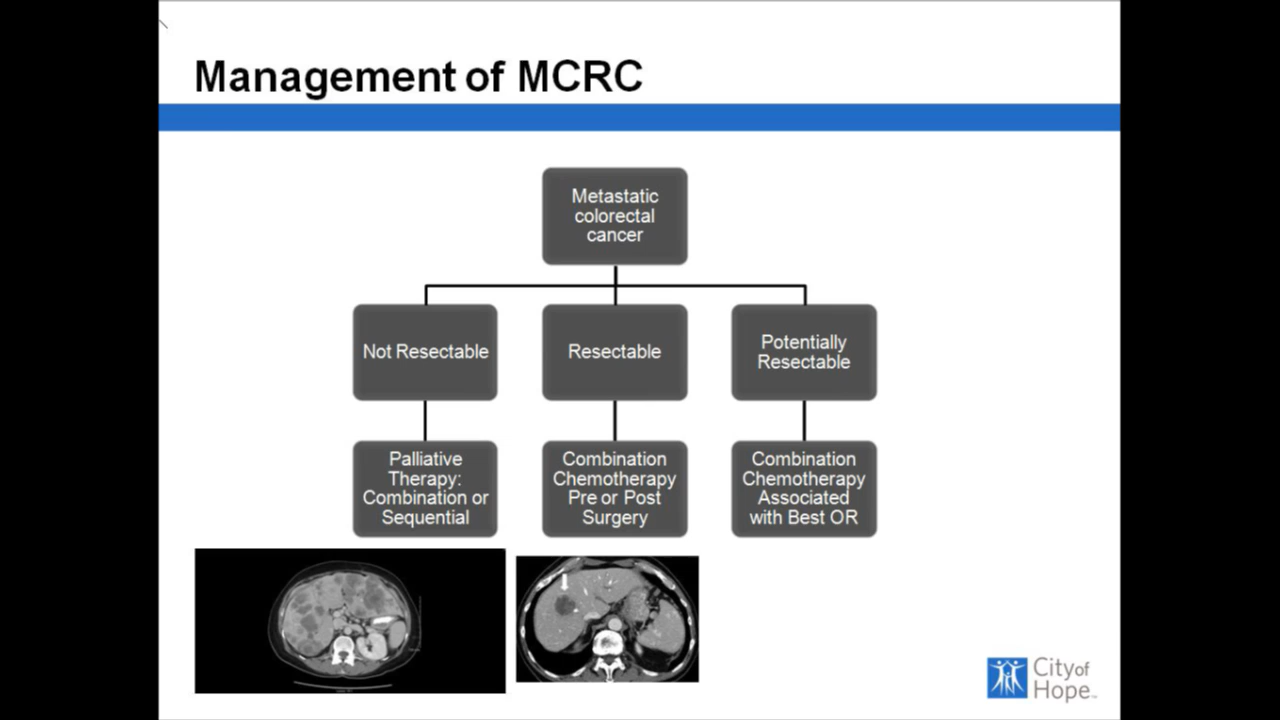 Management of MCRC
Metastatic
colorectal
cancer
Not Resectable
Resectable
Potentially
Resectable
Palliative
Therapy:
Combination or
Sequential
Combination
Chemotherapy
Pre or Post
Surgery
Combination
Chemotherapy
Associated
with Best OR
City of
Hope